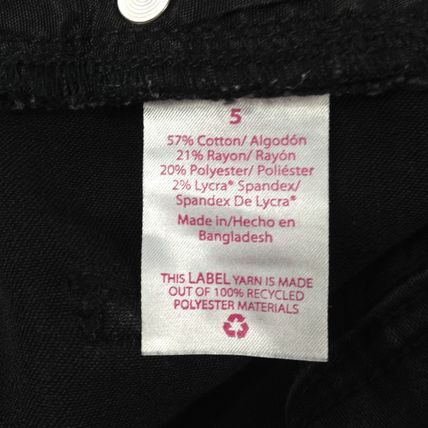 5
57% Cotton/ Algodón
21% Rayon/ Rayón
20% Polyester/ Poliéster
2% Lycra® Spandex/
Spandex De Lycra®
Made in/Hecho en
Bangladesh
THIS LABEL YARN IS MADE
OUT OF 100% RECYCLED
POLYESTER MATERIALS